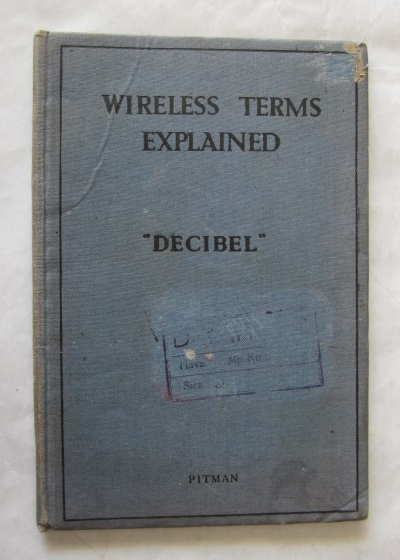 WIRELESS TERMS
EXPLAINED
"DECIBEL"
PITMAN